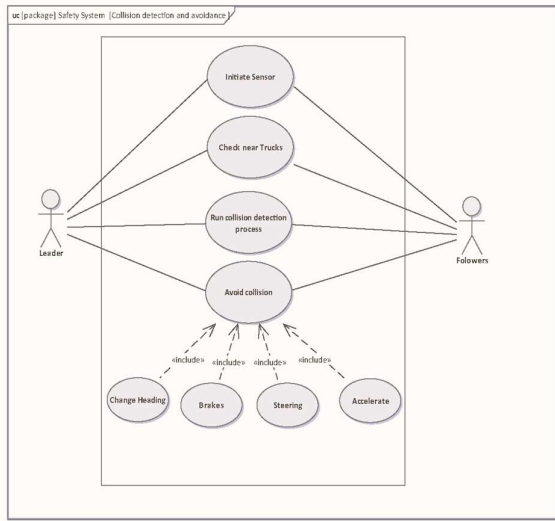 uc [package] Safety System [Collision detection and avoidance]
Initiate Sensor
Check near Trucks
Run collision detection
process
Leader
Folowers
Avoid collision
«include»
«include»
«include»
«include»
Change Heading
Brakes
Steering
Accelerate